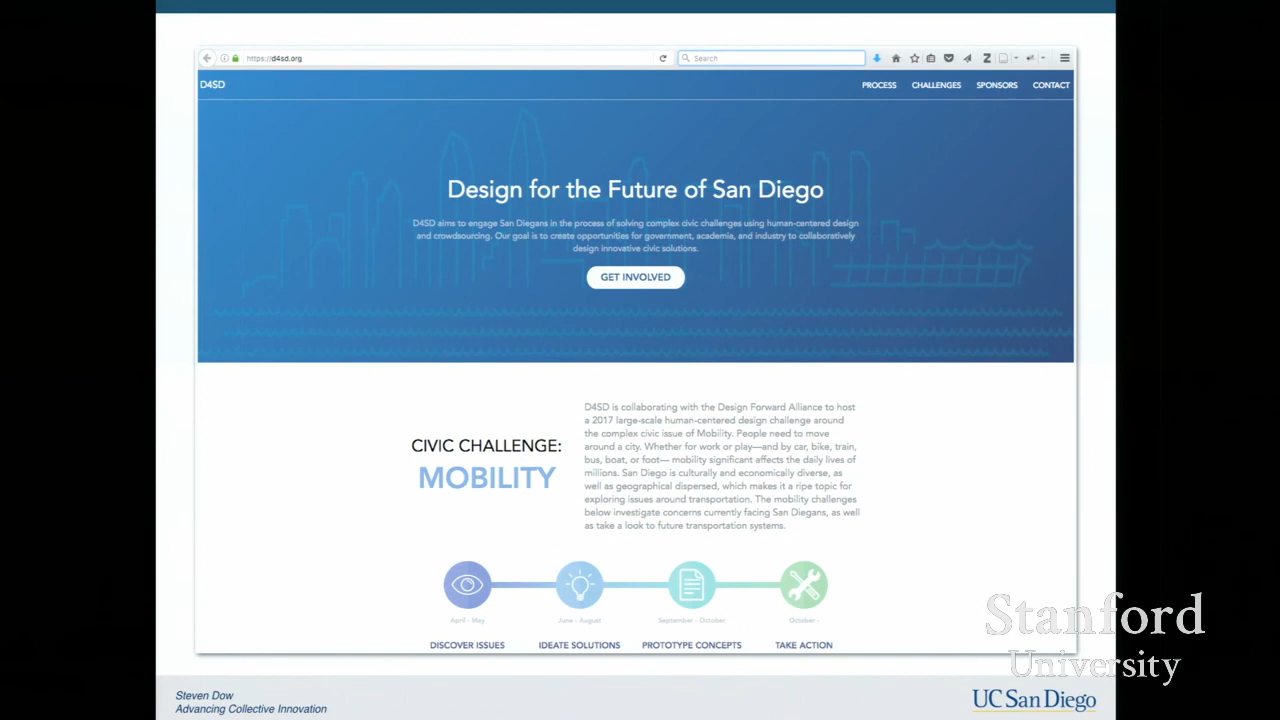 https://d4sd.org
Search
D4SD
PROCESS CHALLENGES SPONSORS CONTACT
Design for the Future of San Diego
D4SD aims to engage San Diegans in the process of solving complex civic challenges using human-centered design
and crowdsourcing. Our goal is to create opportunities for government, academia, and industry to collaboratively
design innovative civic solutions.
GET INVOLVED
CIVIC CHALLENGE:
MOBILITY
D4SD is collaborating with the Design Forward Alliance to host
a 2017 large-scale human-centered design challenge around
the complex civic issue of Mobility. People need to move
around a city. Whether for work or play—and by car, bike, train,
bus, boat, or foot— mobility significant affects the daily lives of
millions. San Diego is culturally and economically diverse, as
well as geographical dispersed, which makes it a ripe topic for
exploring issues around transportation. The mobility challenges
below investigate concerns currently facing San Diegans, as well
as take a look to future transportation systems.
April - May
June - August
September - October
October -
DISCOVER ISSUES
IDEATE SOLUTIONS
PROTOTYPE CONCEPTS
TAKE ACTION
Stanford
University
Steven Dow
Advancing Collective Innovation
UC San Diego